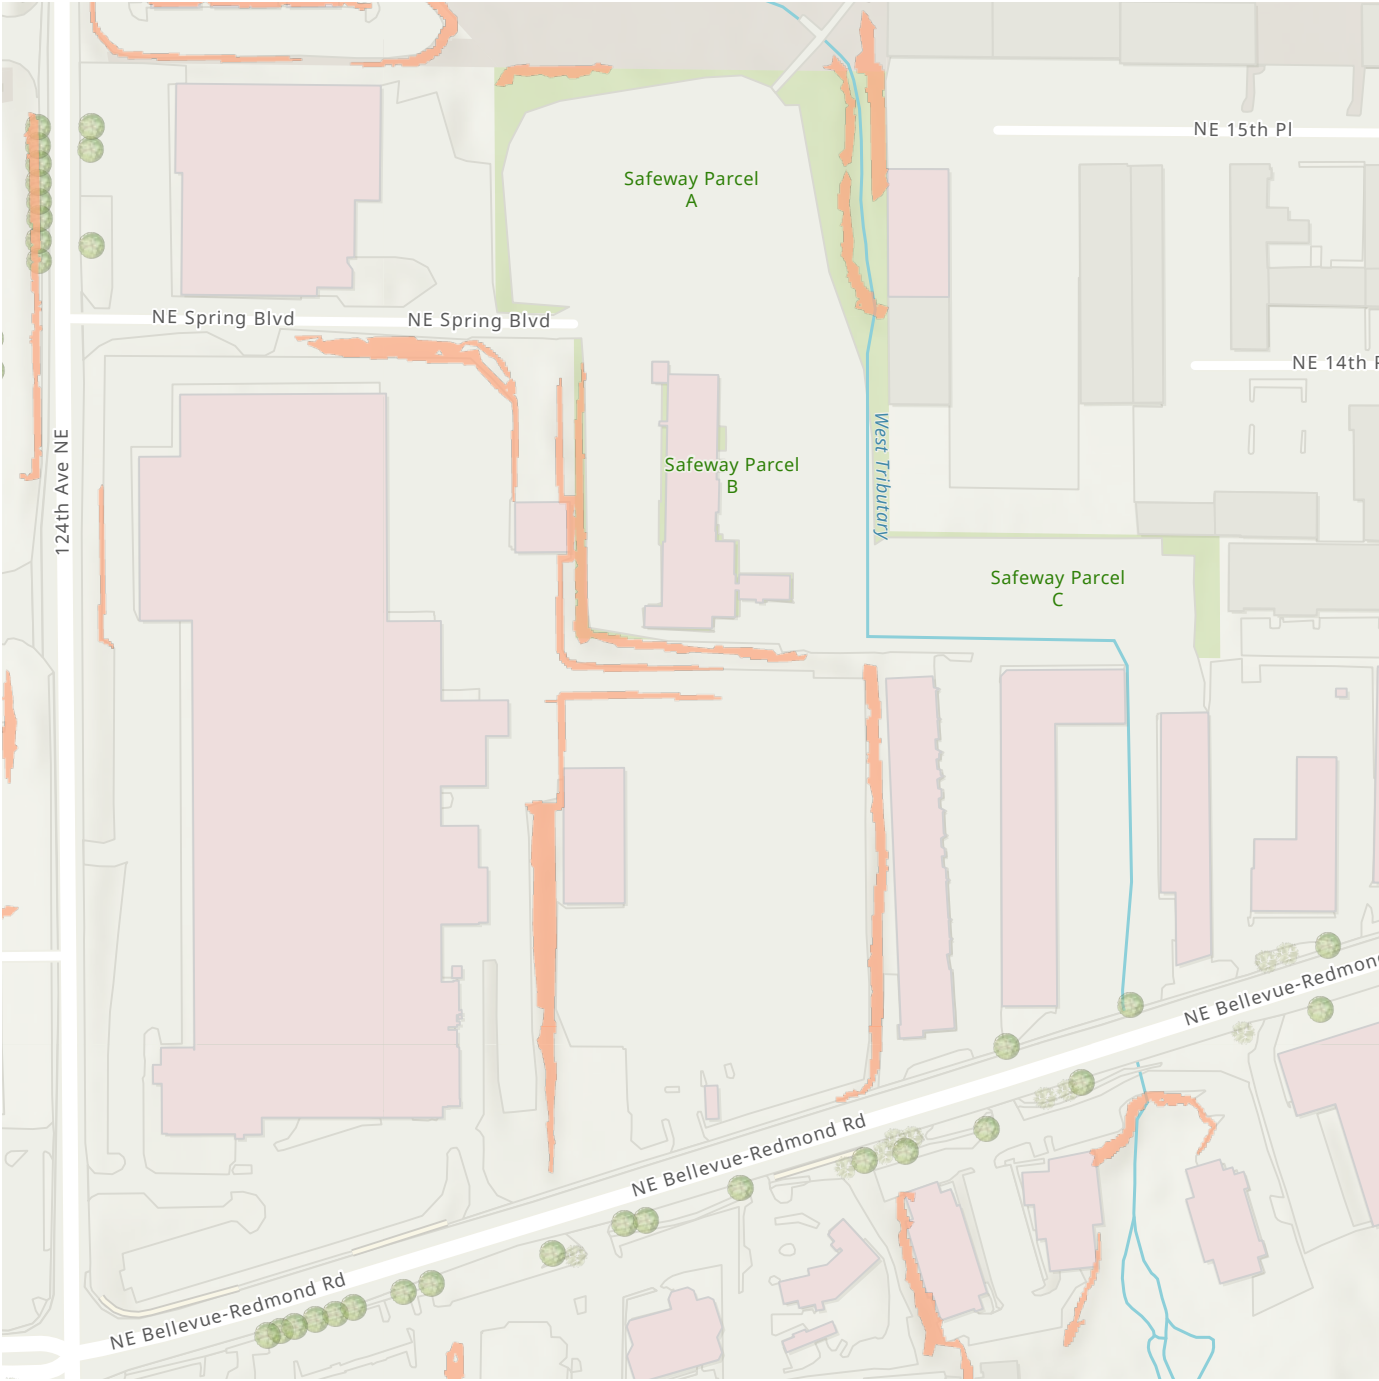 NE 15th Pl
Safeway Parcel
A
NE Spring Blvd
NE Spring Blvd
NE 14th P
124th Ave NE
West Tributary
Safeway Parcel
B
Safeway Parcel
C
NE Bellevue-Redmond
NE Bellevue-Redmond Rd
NE Bellevue-Redmond Rd